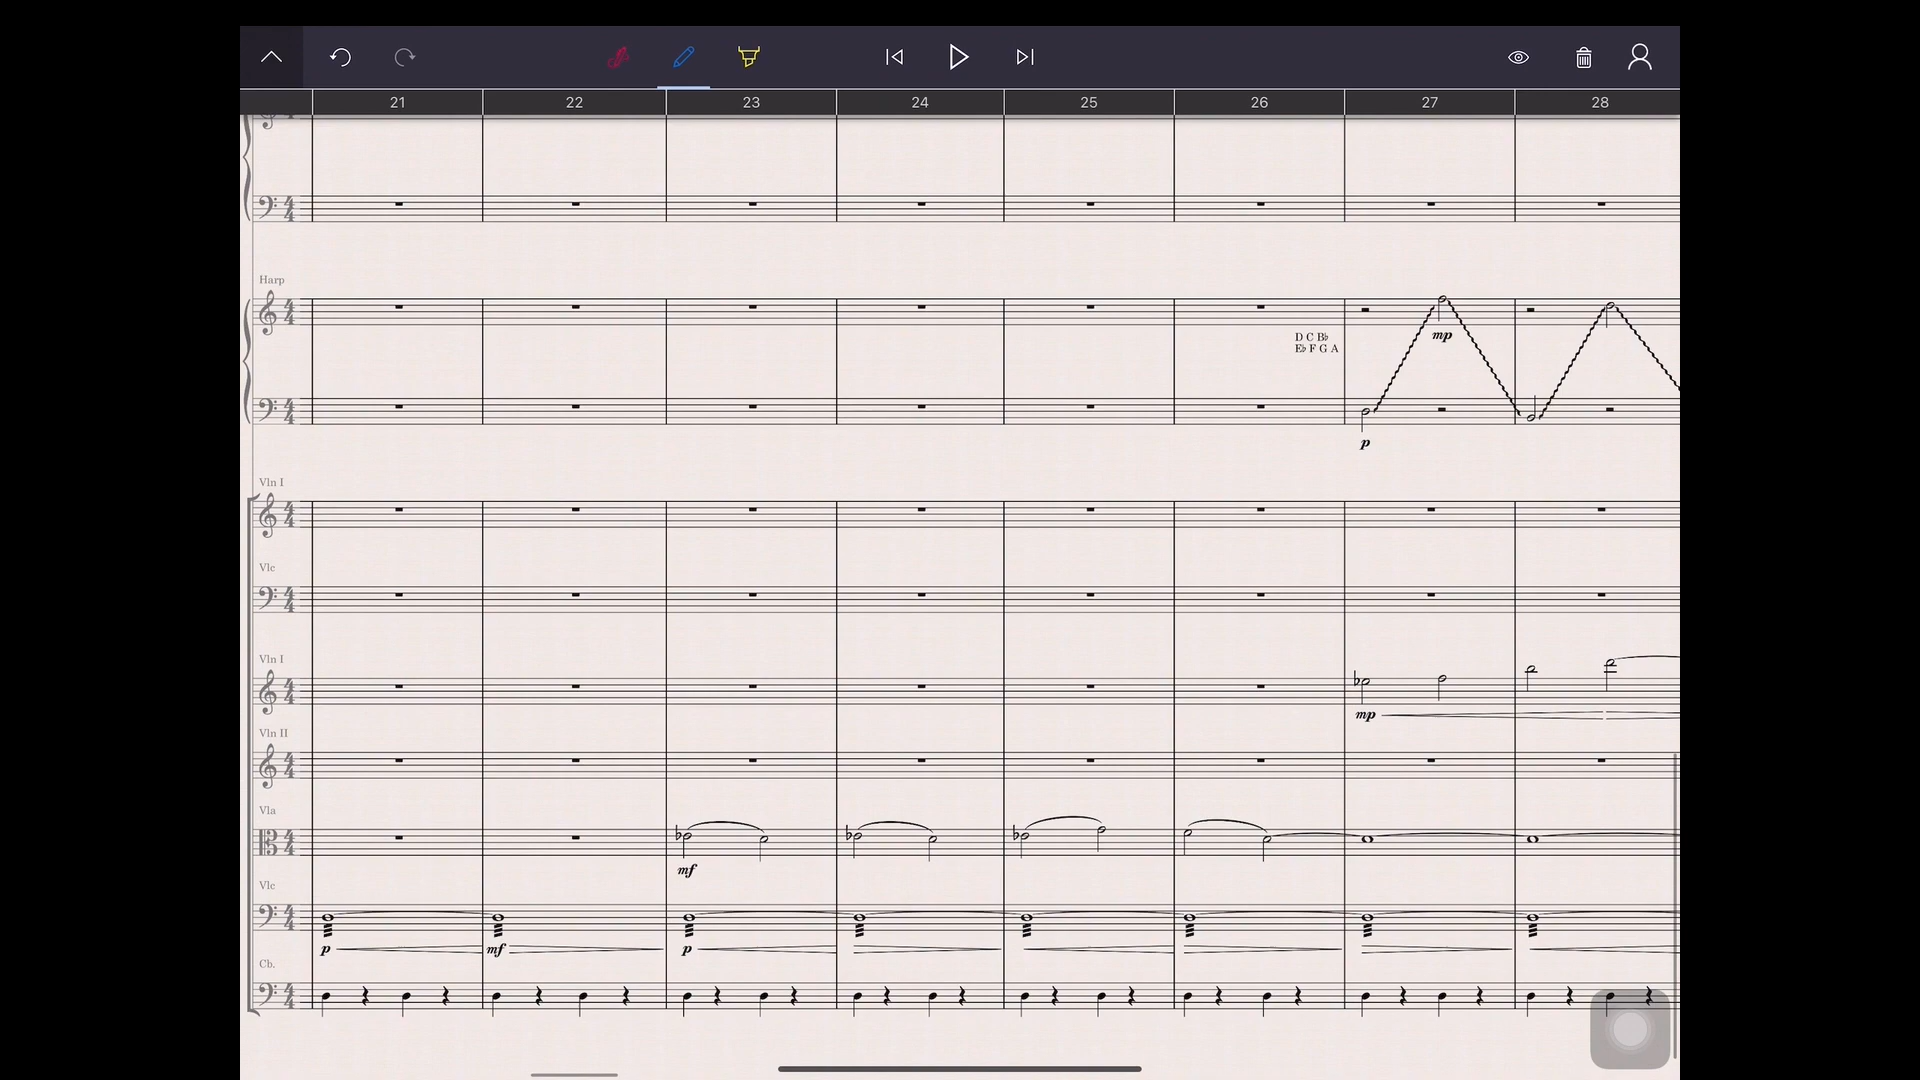 21 22 23 24 25 26 27 28
Harp
mp
D C B♭
E♭ F G A
p
Vln I
Vlc
Vln I
mp
Vln II
Vla
mf
Vlc
p mf p
Cb.